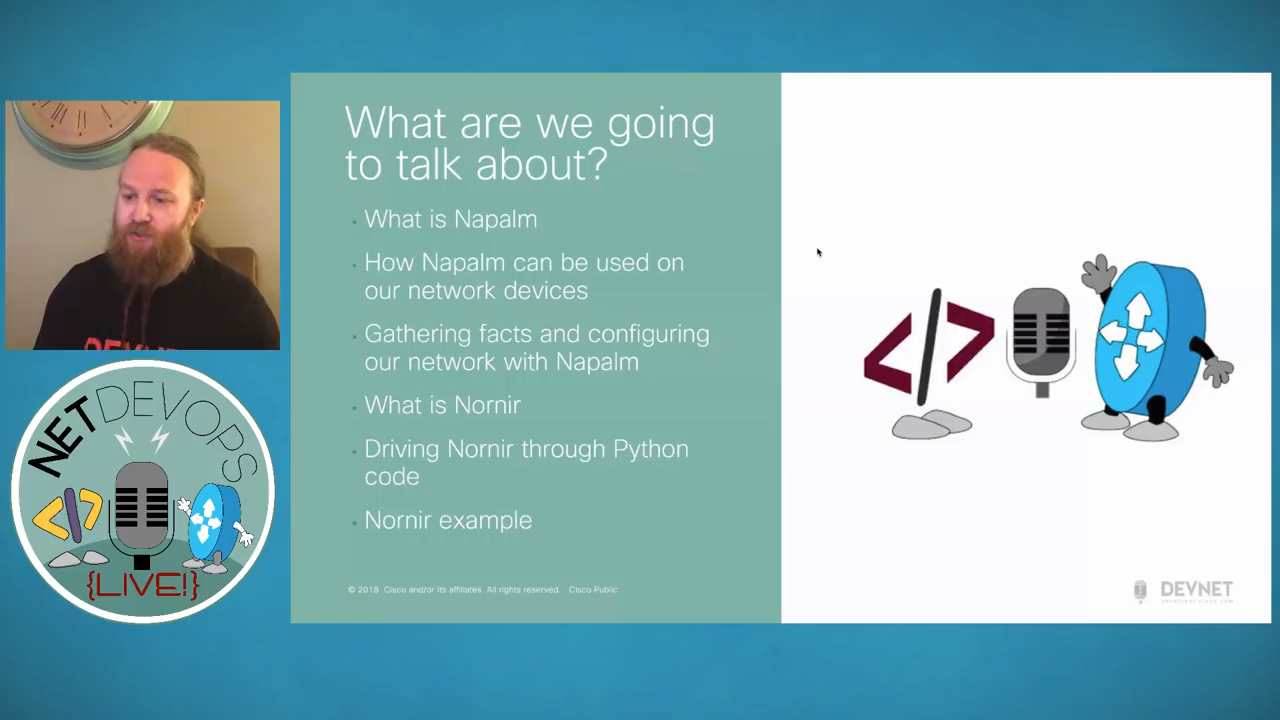 What are we going
to talk about?
What is Napalm
How Napalm can be used on
our network devices
Gathering facts and configuring
our network with Napalm
What is Nornir
Driving Nornir through Python
code
Nornir example
© 2018 Cisco and/or its affiliates. All rights reserved. Cisco Public
DEVNET
NETDEVOPS
</>
{LIVE!}